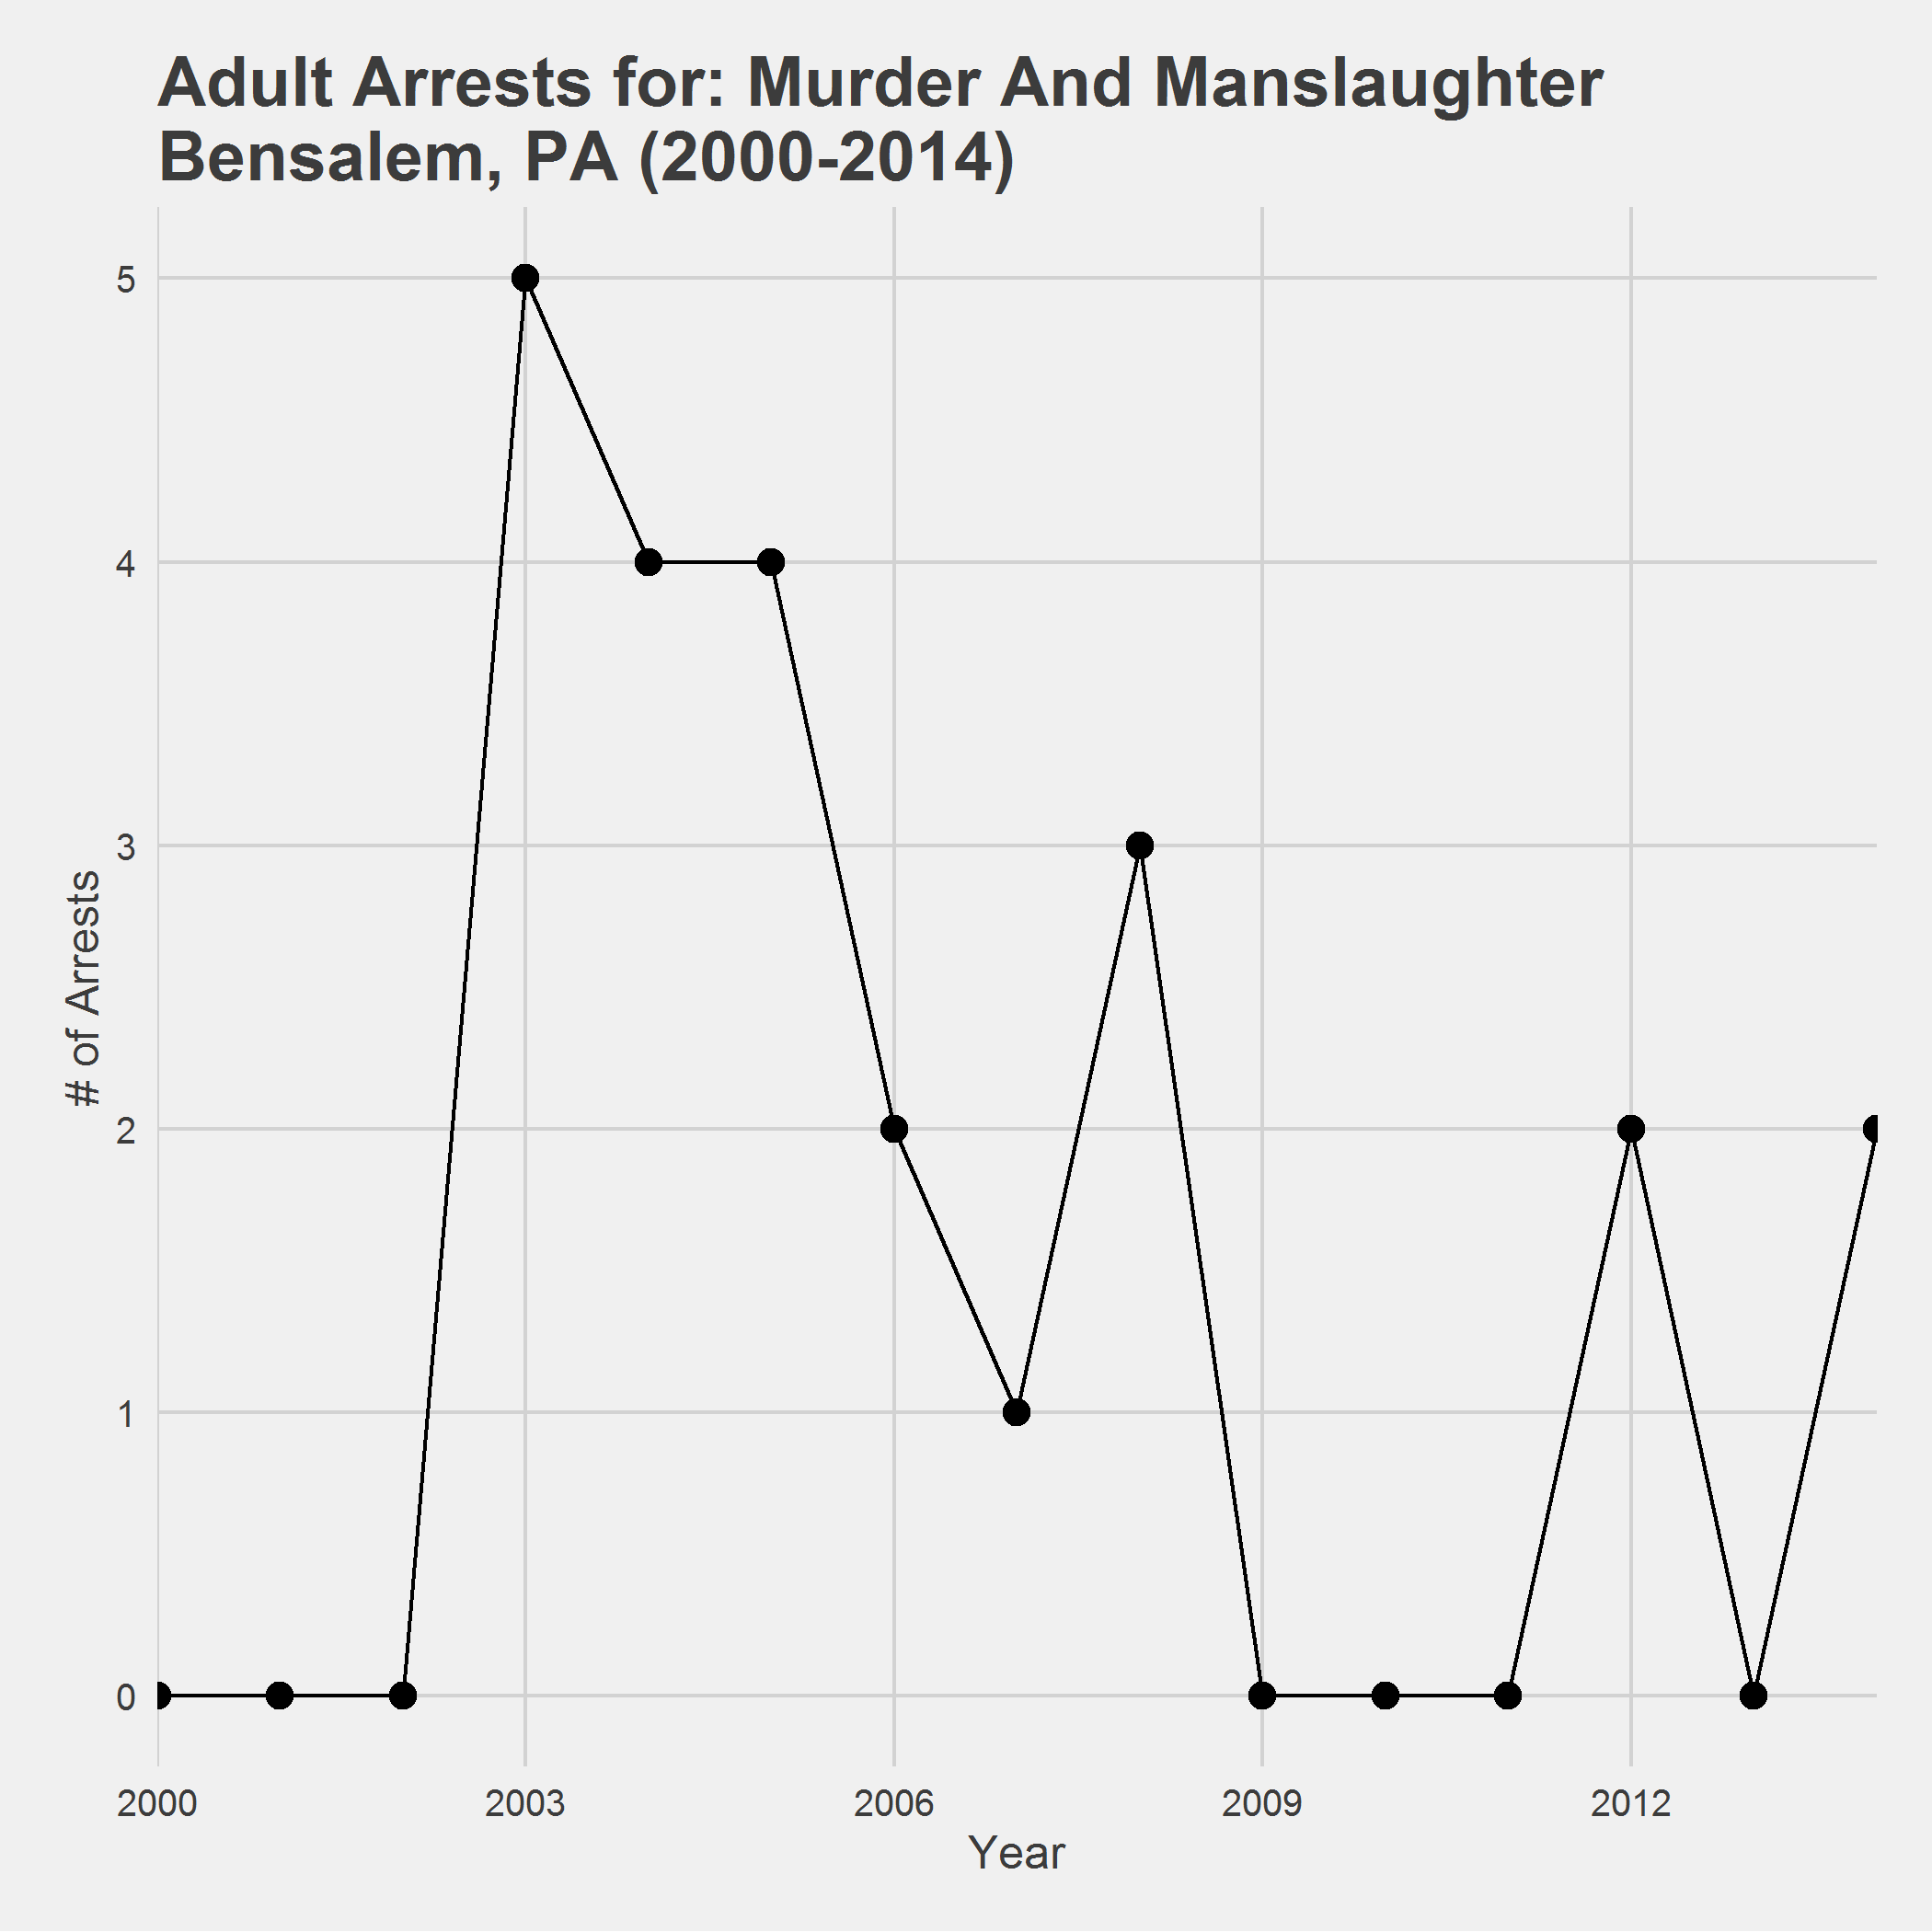 Adult Arrests for: Murder And Manslaughter
Bensalem, PA (2000-2014)
5
4
3
2
1
0
# of Arrests
2000 2003 2006 2009 2012
Year